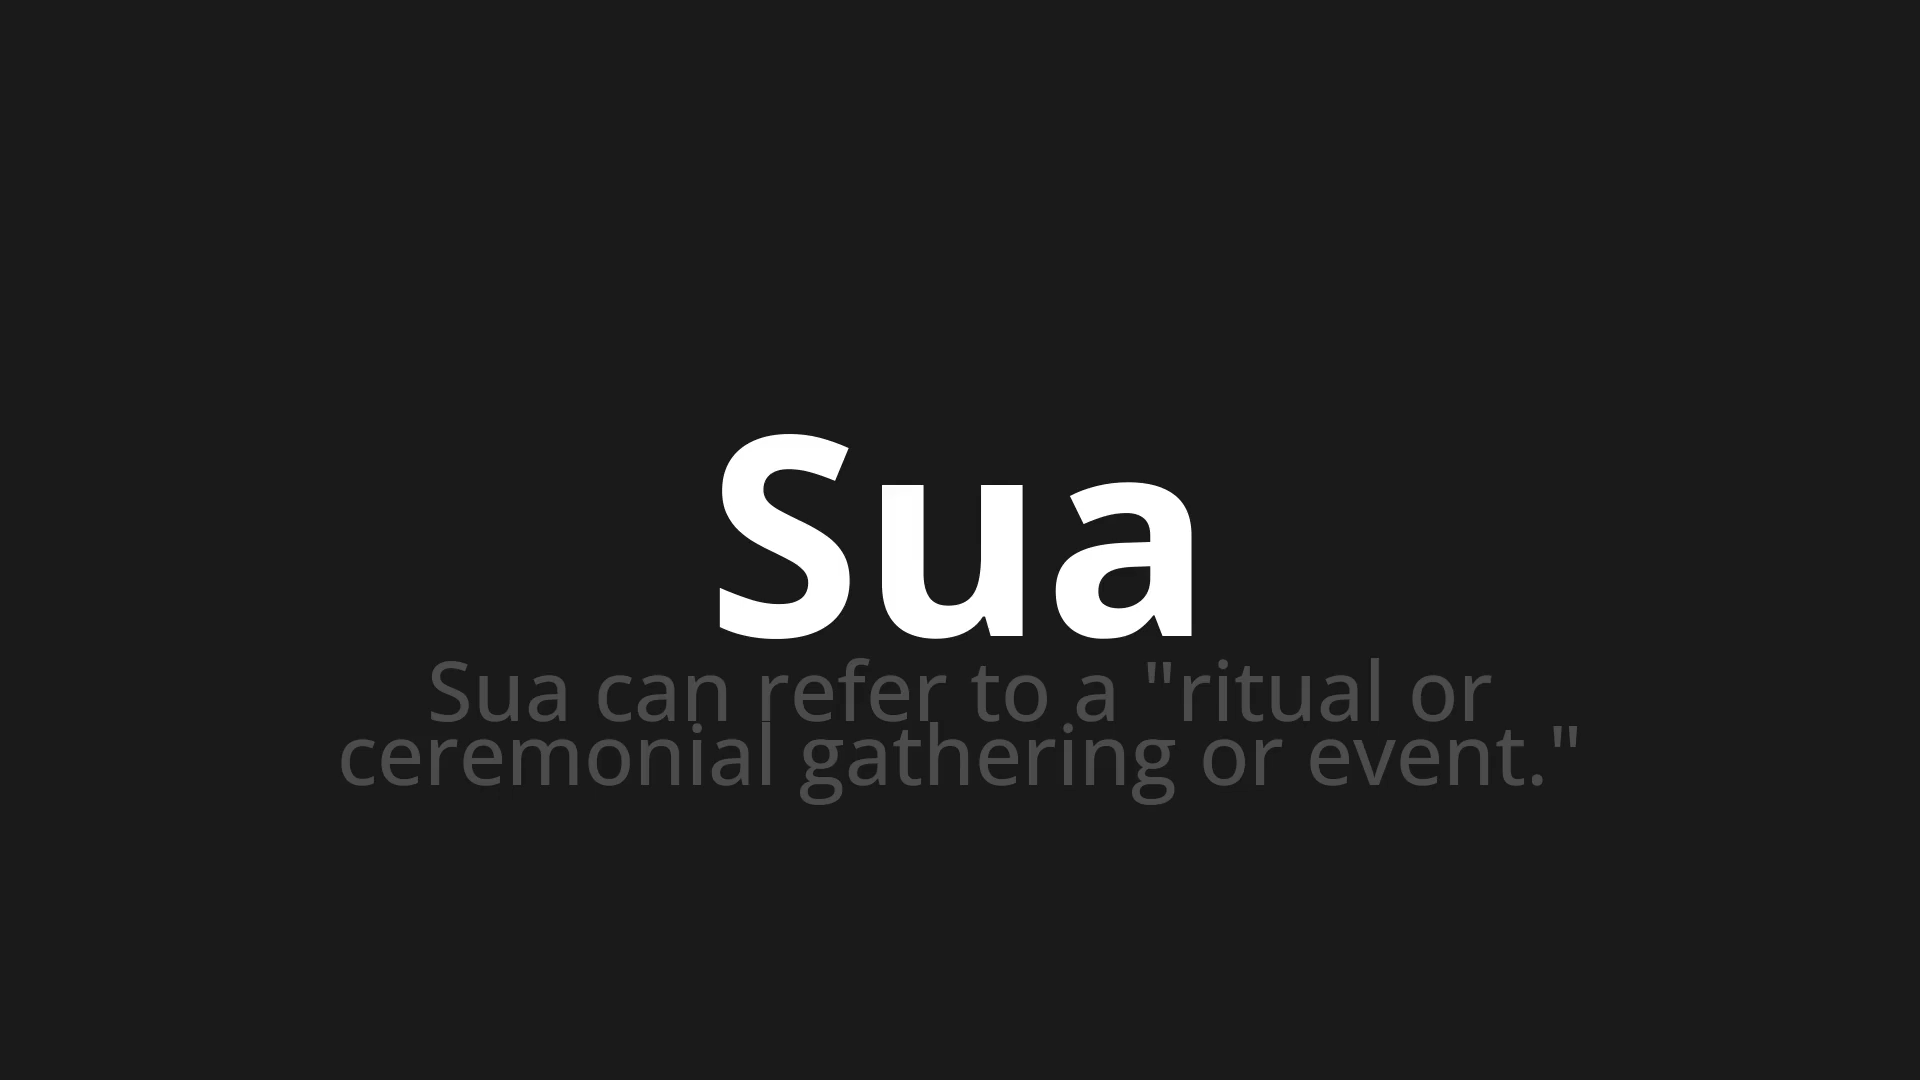 Sua
Sua can refer to a "ritual or
ceremonial gathering or event."